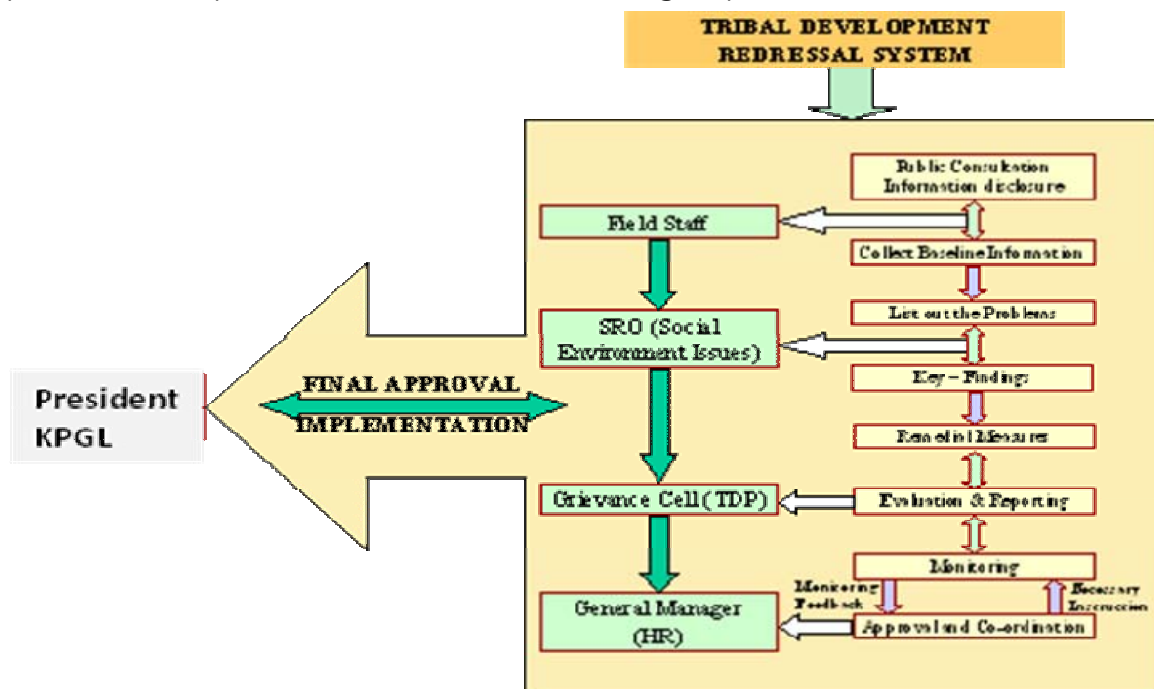 TRIBAL DEVELOPMENT
REDRESSAL SYSTEM
Public Consultation
Information disclosure
Field Staff
Collect Baseline Information
List out the Problems
SRO (Social
Environment Issues)
Key – Findings
FINAL APPROVAL
IMPLEMENTATION
President
KPGL
Remedial Measures
Grievance Cell (TDP)
Evaluation & Reporting
Monitoring
Monitoring
Feedback
Necessary
Instruction
General Manager
(HR)
Approval and Co-ordination